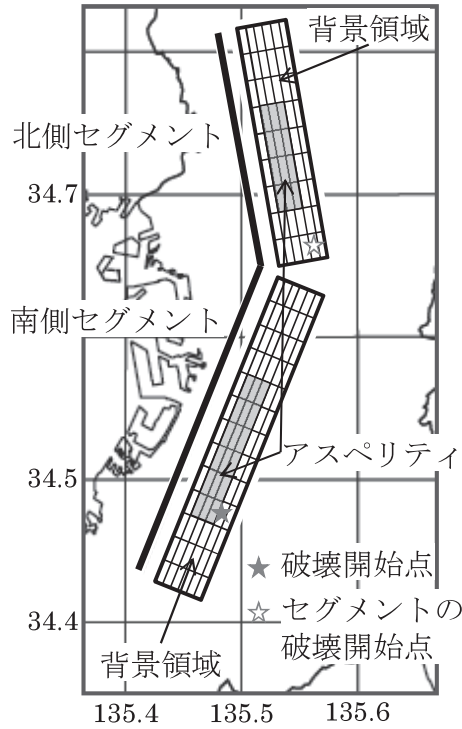 背景領域
北側セグメント
34.7
南側セグメント
アスペリティ
34.5
★ 破壊開始点
☆ セグメントの
破壊開始点
34.4
背景領域
135.4 135.5 135.6